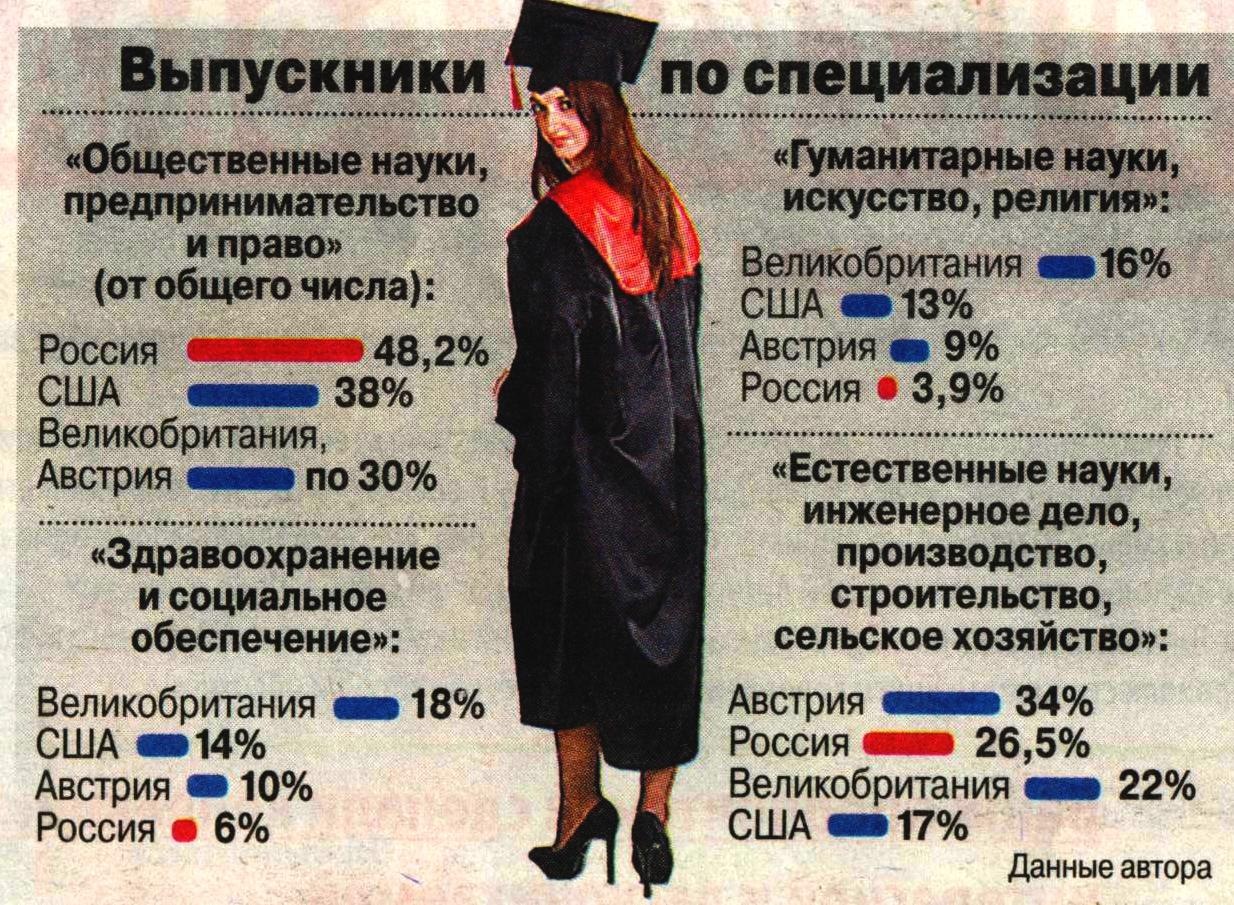 Выпускники по специализации
«Общественные науки,
предпринимательство
и право»
(от общего числа):
Россия 48,2%
США 38%
Великобритания,
Австрия по 30%
«Здравоохранение
и социальное
обеспечение»:
Великобритания 18%
США 14%
Австрия 10%
Россия 6%
«Гуманитарные науки,
искусство, религия»:
Великобритания 16%
США 13%
Австрия 9%
Россия 3,9%
«Естественные науки,
инженерное дело,
производство,
строительство,
сельское хозяйство»:
Австрия 34%
Россия 26,5%
Великобритания 22%
США 17%
Данные автора